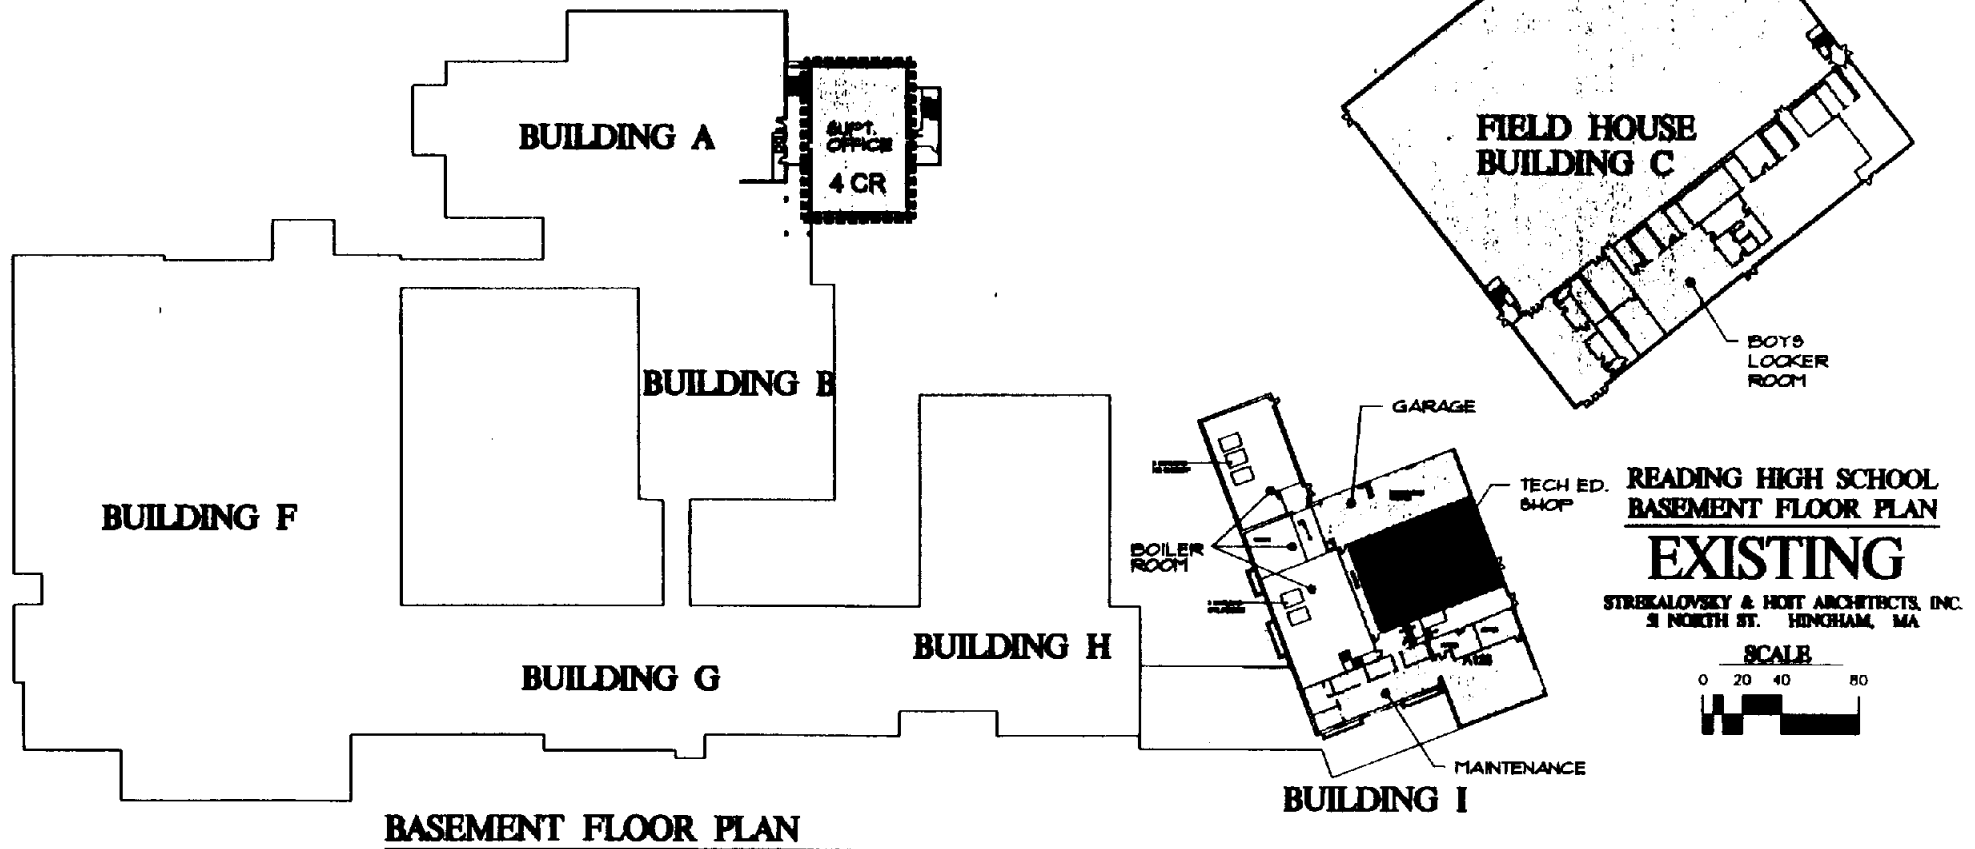 BUILDING A
SUPT.
OFFICE
4 CR
FIELD HOUSE
BUILDING C
BOYS
LOCKER
ROOM
BUILDING B
GARAGE
TECH ED.
SHOP
BUILDING F
BOILER
ROOM
BUILDING H
BUILDING G
MAINTENANCE
BUILDING I
BASEMENT FLOOR PLAN
READING HIGH SCHOOL
BASEMENT FLOOR PLAN
EXISTING
STREKALOVSKY & HOIT ARCHITECTS, INC.
NORTH ST. HINGHAM, MA
SCALE
0 20 40 80